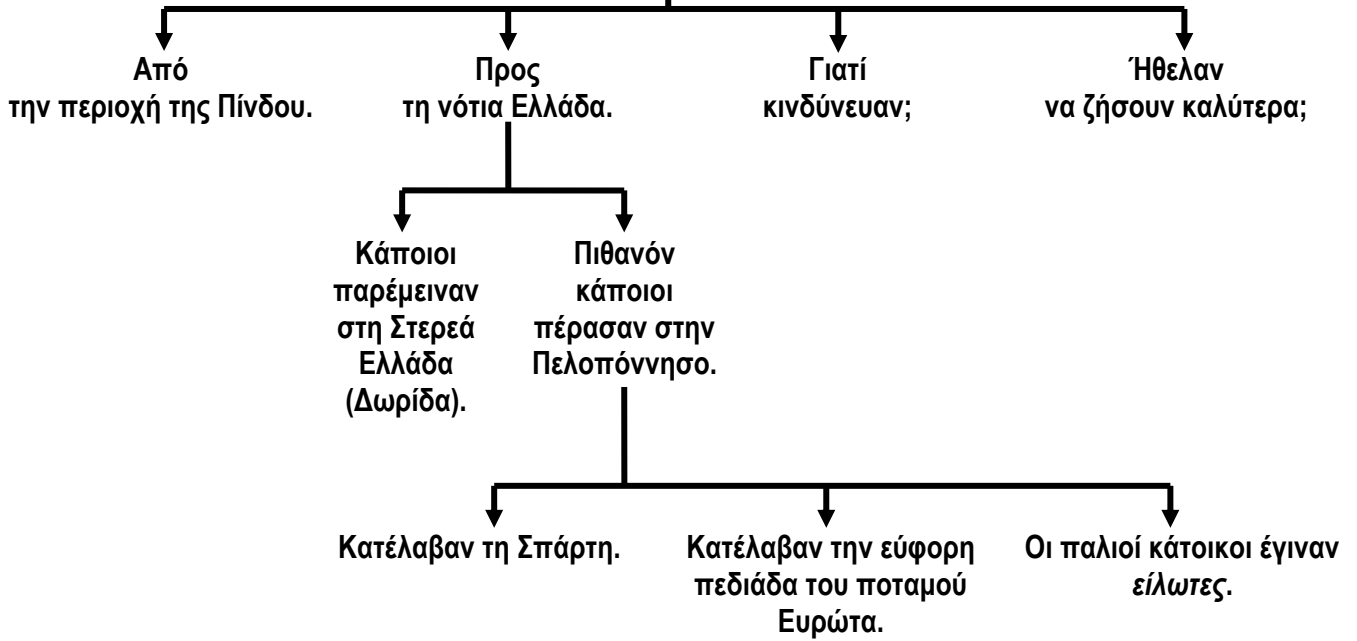 Από
την περιοχή της Πίνδου.
Προς
τη νότια Ελλάδα.
Γιατί
κινδύνευαν;
Ήθελαν
να ζήσουν καλύτερα;
Κάποιοι
παρέμειναν
στη Στερεά
Ελλάδα
(Δωρίδα).
Πιθανόν
κάποιοι
πέρασαν στην
Πελοπόννησο.
Κατέλαβαν τη Σπάρτη.
Κατέλαβαν την εύφορη
πεδιάδα του ποταμού
Ευρώτα.
Οι παλιοί κάτοικοι έγιναν
είλωτες.